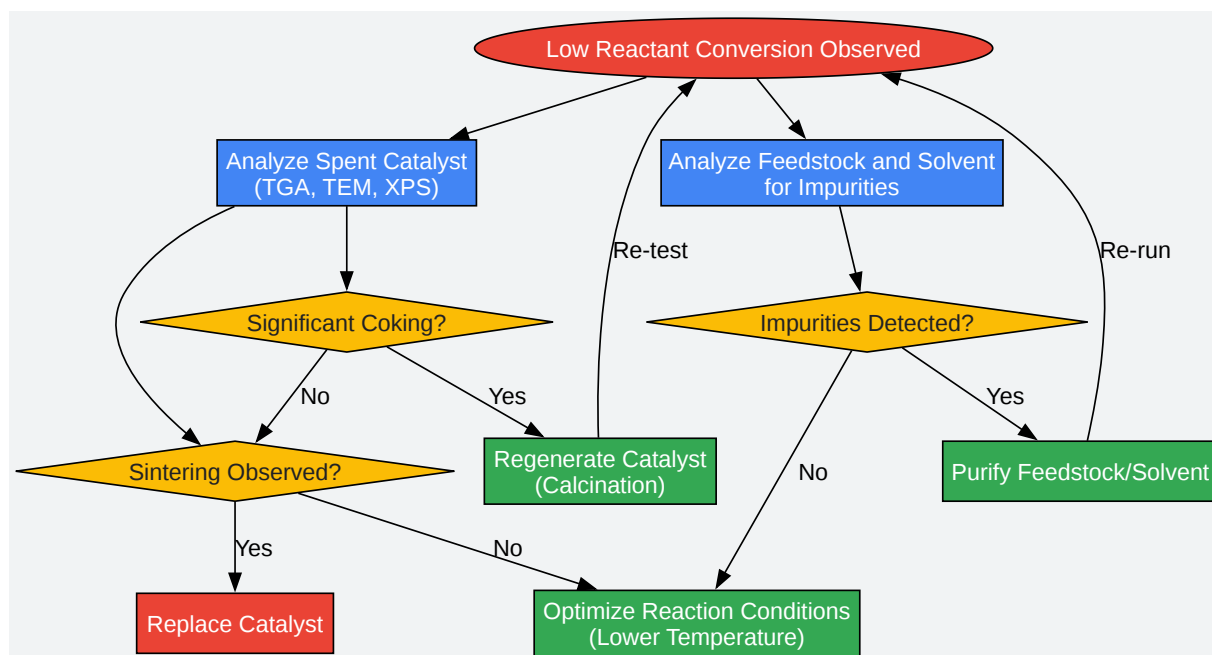 Low Reactant Conversion Observed
Analyze Spent Catalyst
(TGA, TEM, XPS)
Analyze Feedstock and Solvent
for Impurities
Re-test
Re-run
Significant Coking?
Impurities Detected?
No
Yes
Yes
Sintering Observed?
Regenerate Catalyst
(Calcination)
No
Purify Feedstock/Solvent
Yes
No
Replace Catalyst
Optimize Reaction Conditions
(Lower Temperature)